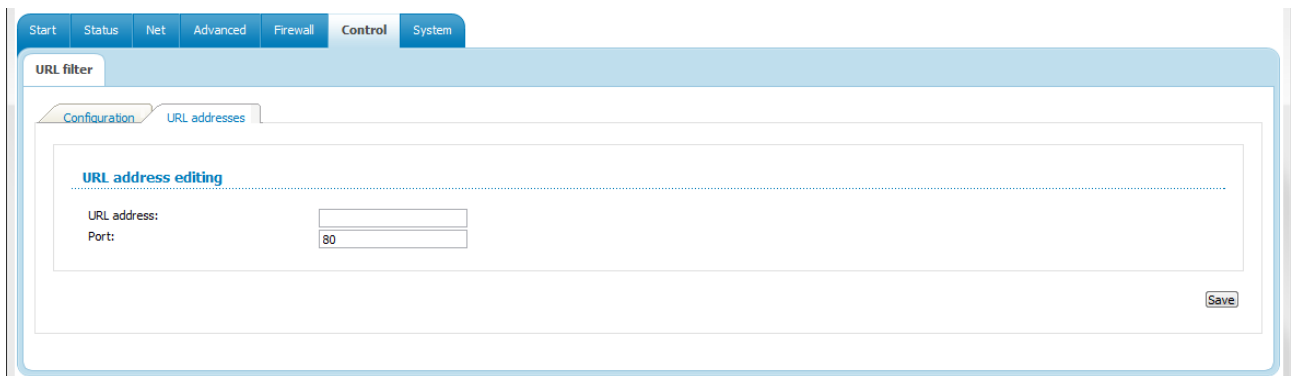 Start Status Net Advanced Firewall Control System
URL filter
Configuration URL addresses
URL address editing
URL address:
Port: 80
Save